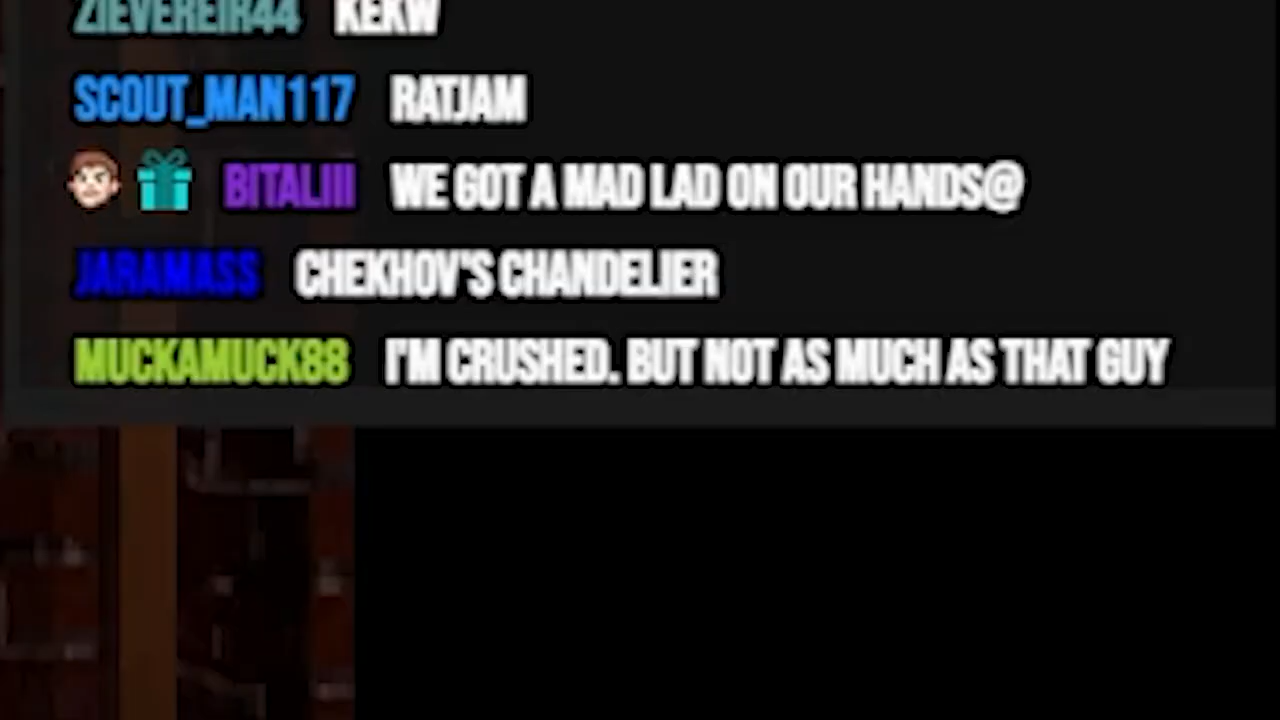 ZIEVEREIR44 KEKW
SCOUT_MAN117 RATJAM
BITALIII WE GOT A MAD LAD ON OUR HANDS@
JARAMASS CHEKHOV'S CHANDELIER
MUCKAMUCK88 I'M CRUSHED. BUT NOT AS MUCH AS THAT GUY